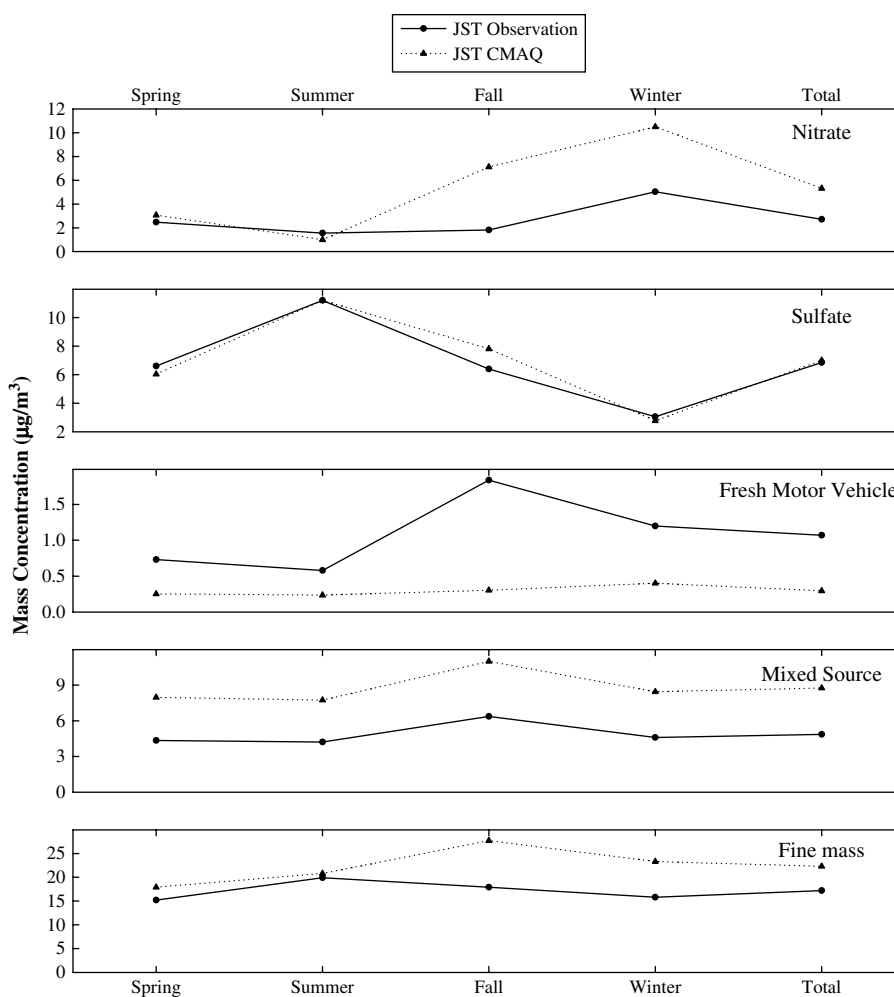 JST Observation
JST CMAQ
Spring Summer Fall Winter Total
12
10
8
6
4
2
0
Nitrate
10
8
6
4
2
Sulfate
Mass Concentration (μg/m³)
1.5
1.0
0.5
0.0
Fresh Motor Vehicle
9
6
3
0
Mixed Source
25
20
15
10
5
0
Fine mass
Spring Summer Fall Winter Total